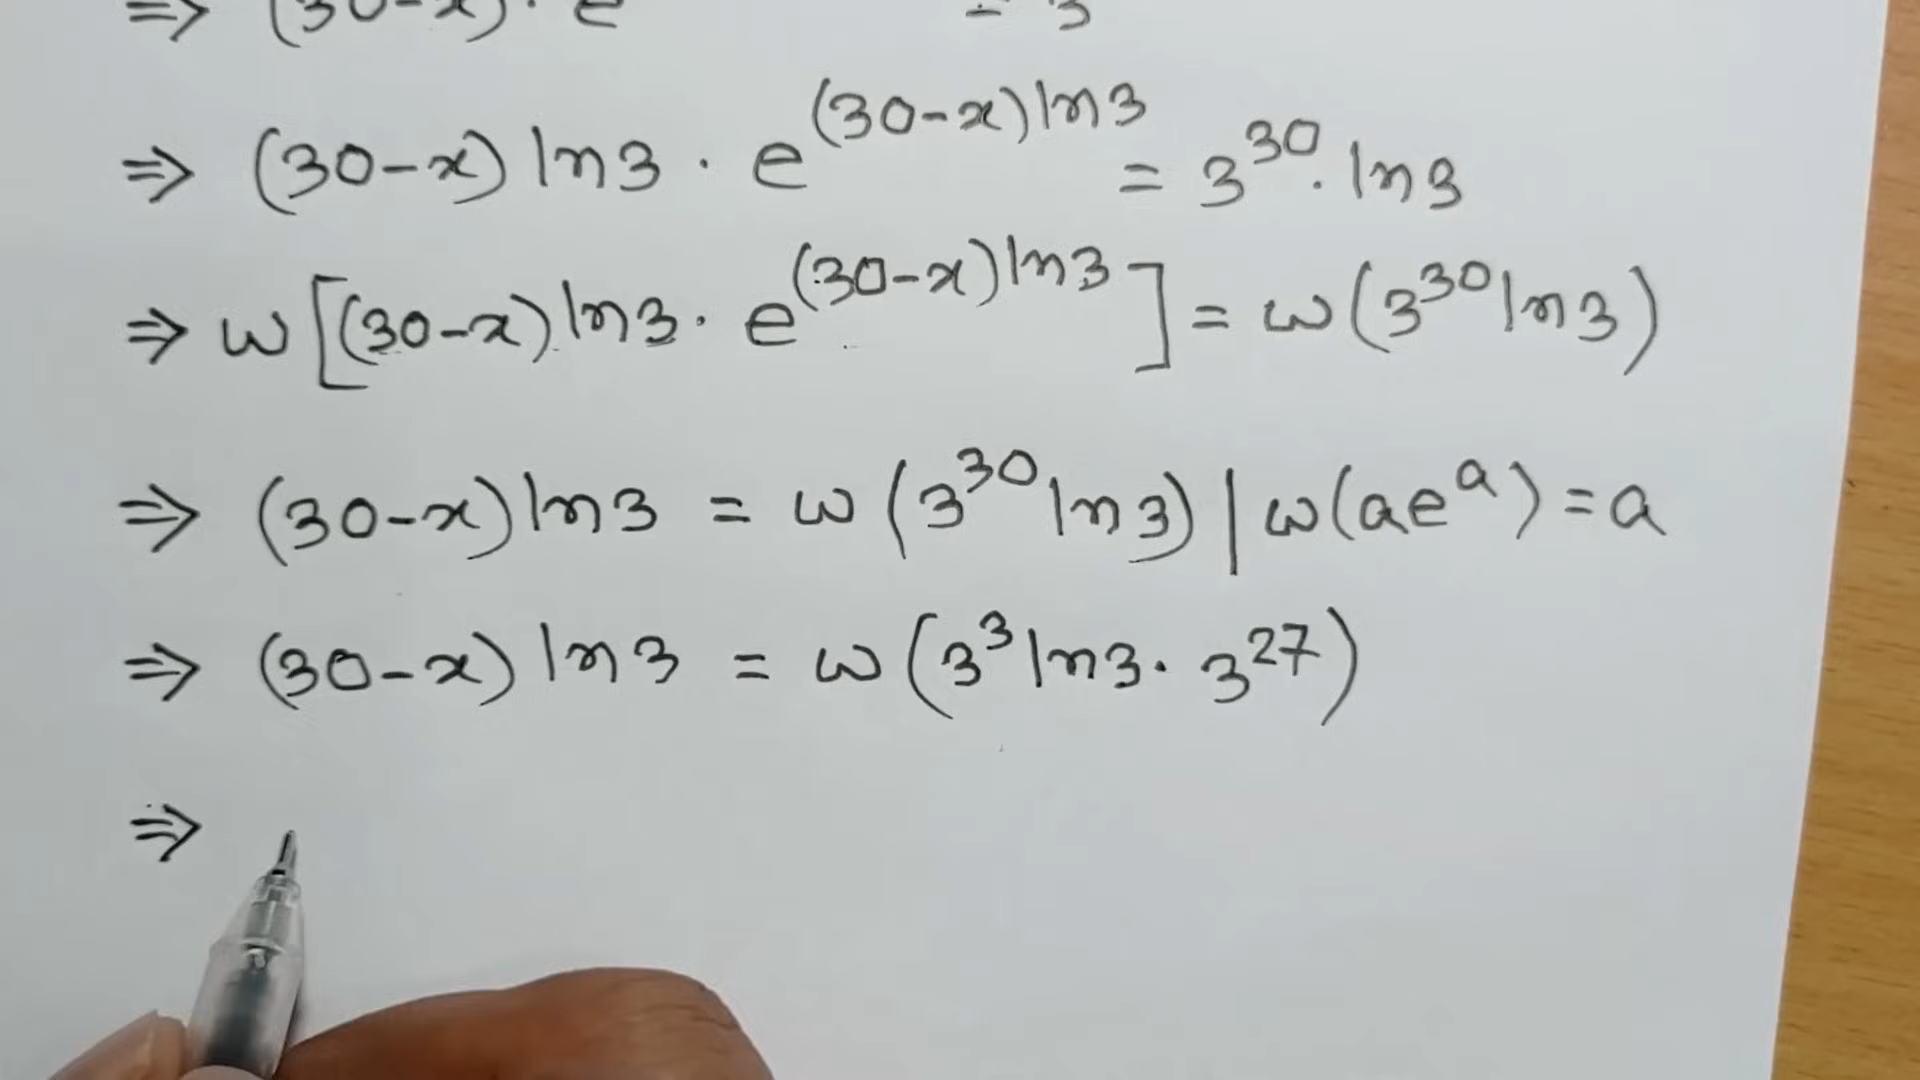 ⇒ (30-x) ln3 · e^(30-x)ln3 = 3^30 · ln3
⇒ w[(30-x) ln3 · e^(30-x)ln3] = w(3^30 ln3)
⇒ (30-x) ln3 = w(3^30 ln3) | w(ae^a) = a
⇒ (30-x) ln3 = w(3^3 ln3 · 3^27)
⇒